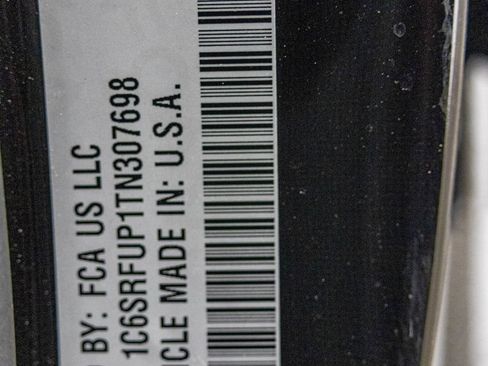 BY: FCA US LLC
1C6SRFUP1TN307698
CLE MADE IN: U.S.A.